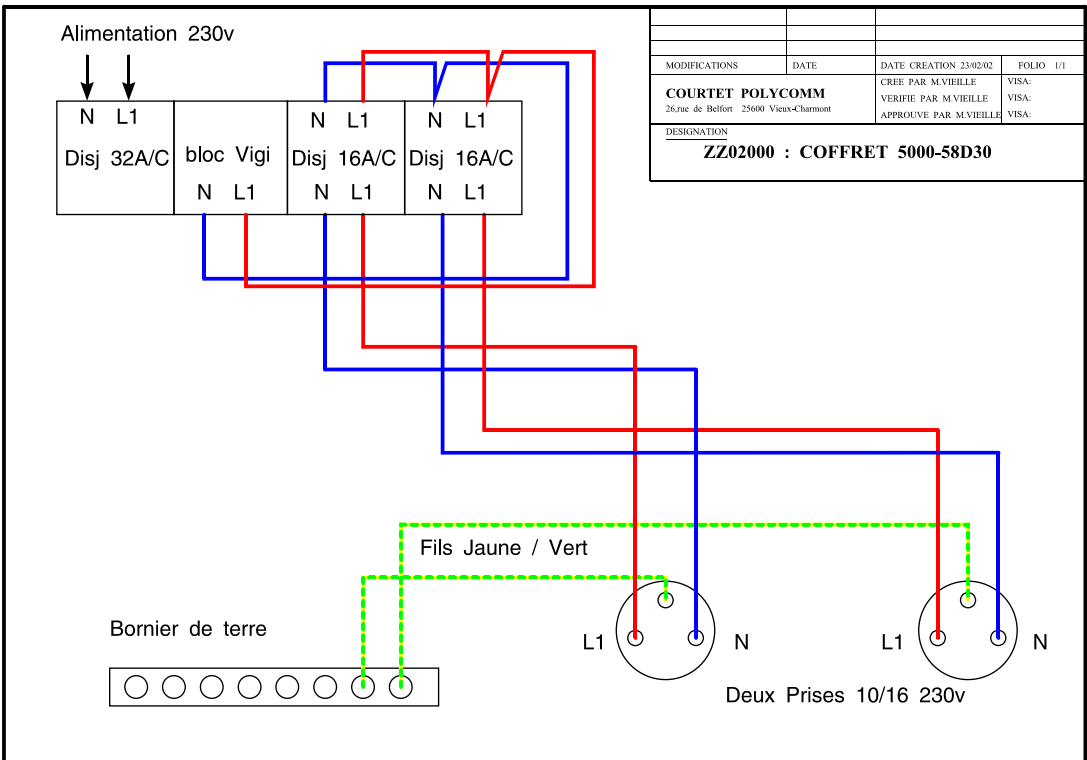 Alimentation 230v
N L1
Disj 32A/C
bloc Vigi
N L1
N L1
Disj 16A/C
N L1
N L1
Disj 16A/C
N L1
MODIFICATIONS
DATE
DATE CREATION 23/02/02
FOLIO 1/1
COURTET POLYCOMM
26,rue de Belfort 25600 Vieux-Charmont
CREE PAR M.VIEILLE
VISA:
VERIFIE PAR M.VIEILLE
VISA:
APPROUVE PAR M.VIEILLE
VISA:
DESIGNATION
ZZ02000 : COFFRET 5000-58D30
Fils Jaune / Vert
Bornier de terre
L1
N
L1
N
Deux Prises 10/16 230v